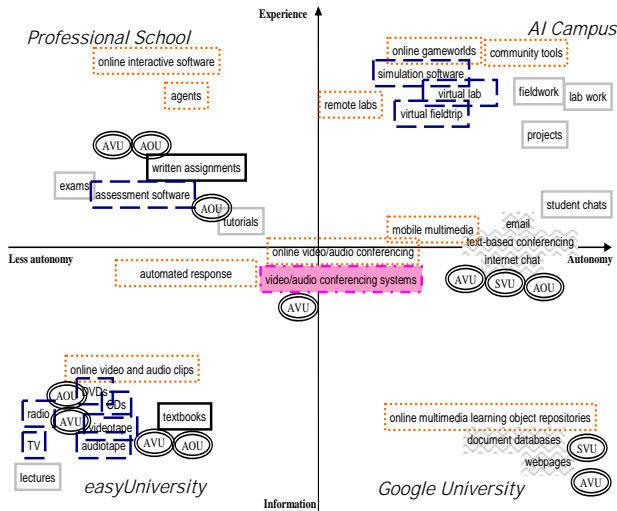 Experience
Professional School
AI Campus
online interactive software
online gameworlds
community tools
simulation software
agents
virtual lab
fieldwork
lab work
remote labs
virtual fieldtrip
projects
AVU
AOU
written assignments
exams
assessment software
AOU
tutorials
student chats
mobile multimedia
email
text-based conferencing
online video/audio conferencing
Less autonomy
internet chat
Autonomy
automated response
video/audio conferencing systems
AVU
SVU
AOU
AVU
online video and audio clips
AOU
DVDs
CDs
radio
AVU
videotape
textbooks
online multimedia learning object repositories
TV
audiotape
AVU
AOU
document databases
SVU
webpages
lectures
easyUniversity
Google University
AVU
Information